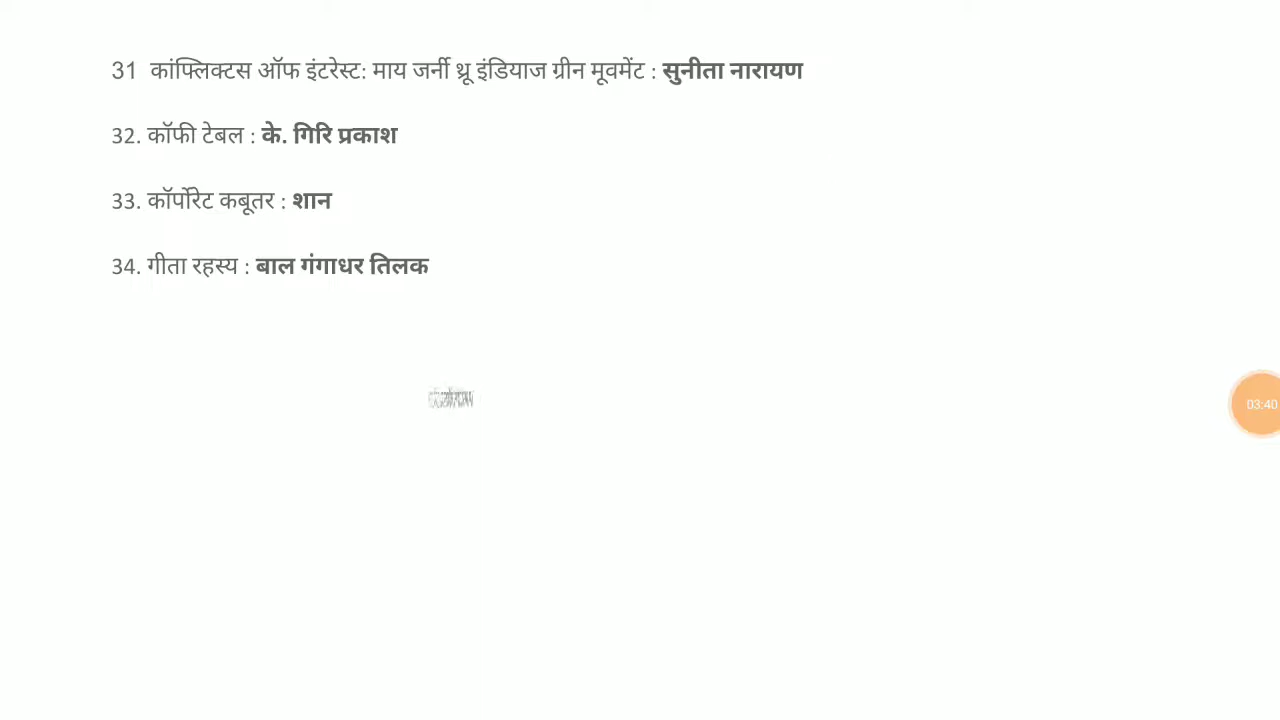 31 कांफ्लिक्टस ऑफ इंटरेस्ट: माय जर्नी थ्रू इंडियाज ग्रीन मूवमेंट : सुनीता नारायण
32. कॉफी टेबल : के. गिरि प्रकाश
33. कॉर्पोरेट कबूतर : शान
34. गीता रहस्य : बाल गंगाधर तिलक
03:40